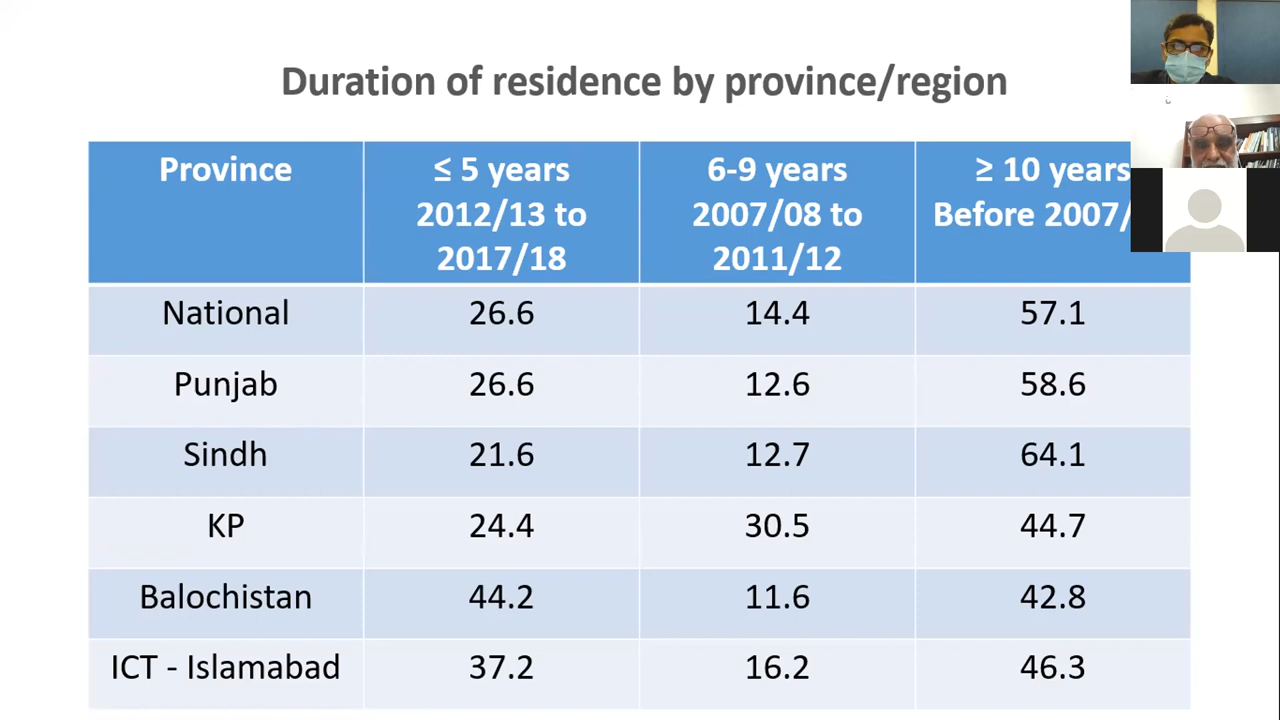 Duration of residence by province/region
Province
≤ 5 years
2012/13 to
2017/18
6-9 years
2007/08 to
2011/12
≥ 10 years
Before 2007/
National 26.6 14.4 57.1
Punjab 26.6 12.6 58.6
Sindh 21.6 12.7 64.1
KP 24.4 30.5 44.7
Balochistan 44.2 11.6 42.8
ICT - Islamabad 37.2 16.2 46.3